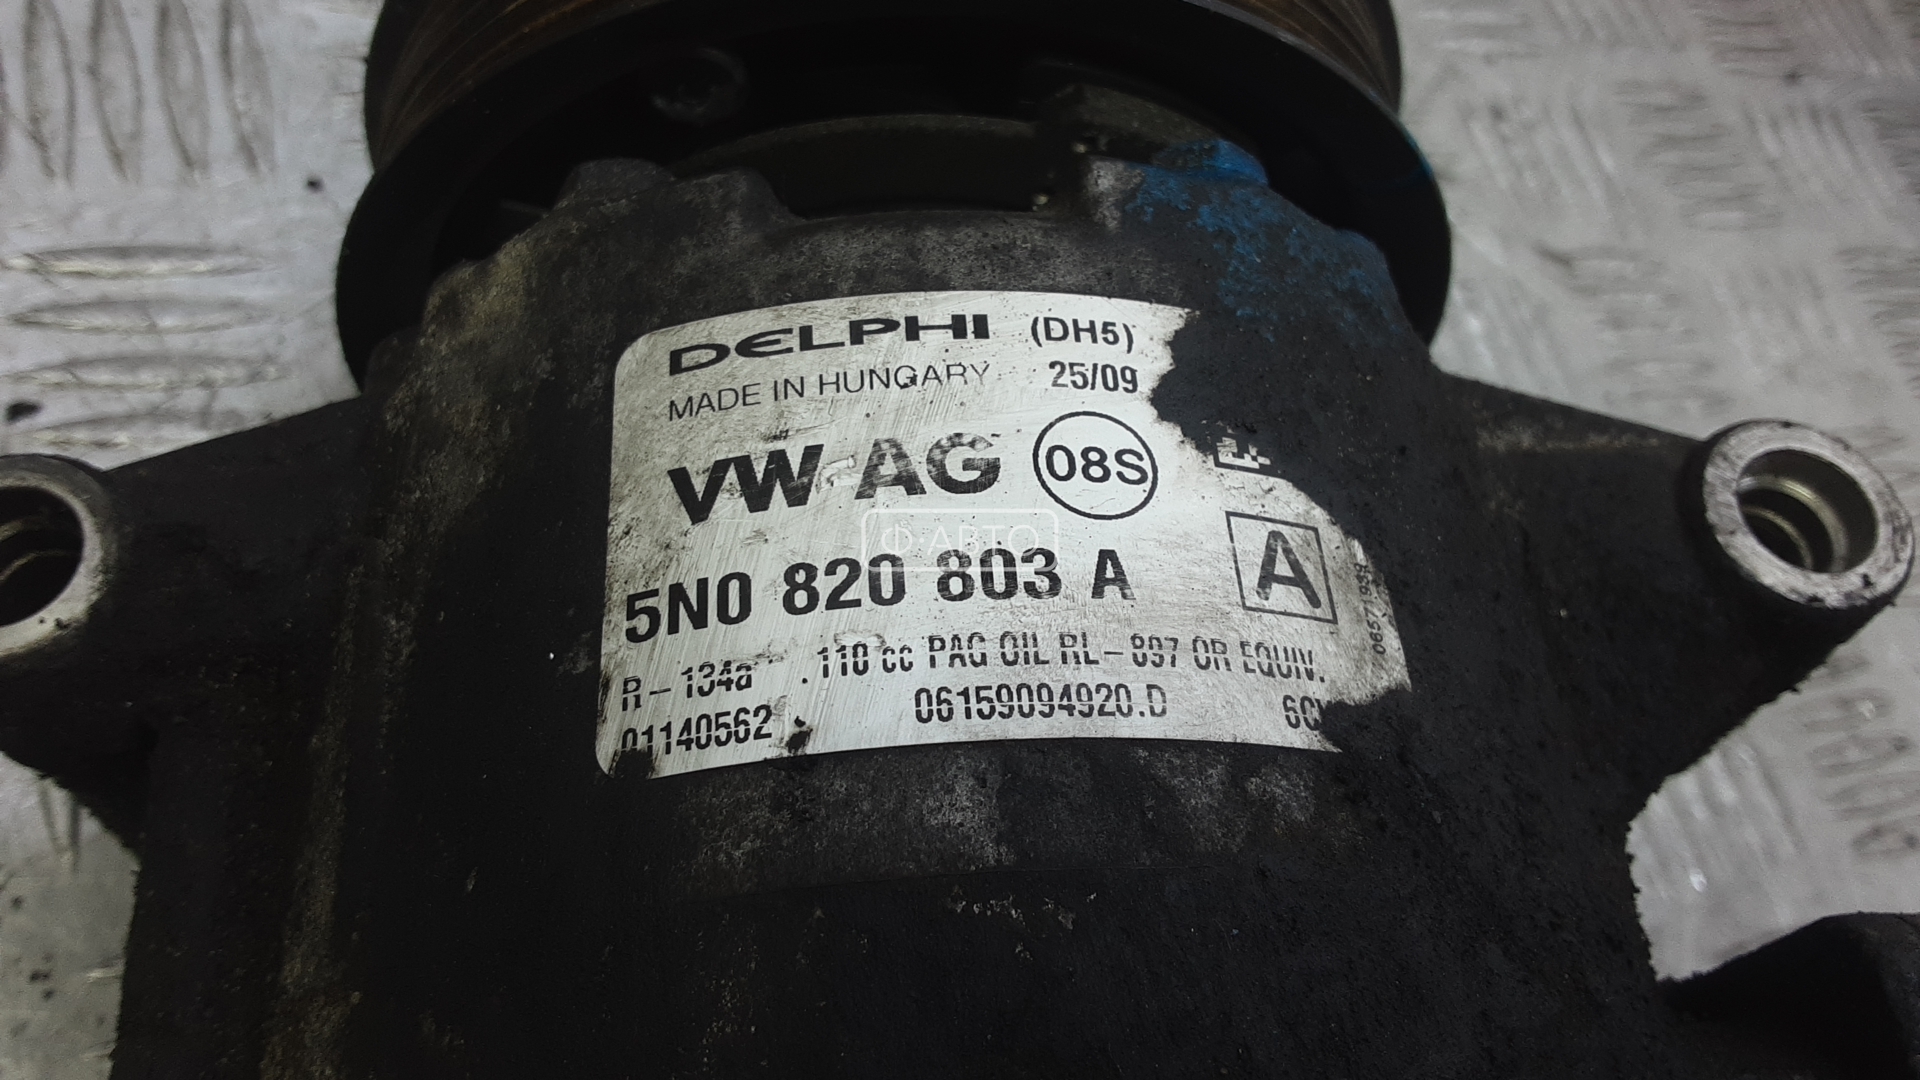 DELPHI (DH5)
MADE IN HUNGARY 25/09
VW AG 08S
Ф-АВТО
5N0 820 803 A A
R-134a .110 cc PAG OIL RL-897 OR EQUIV.
01140562 06159094920.D